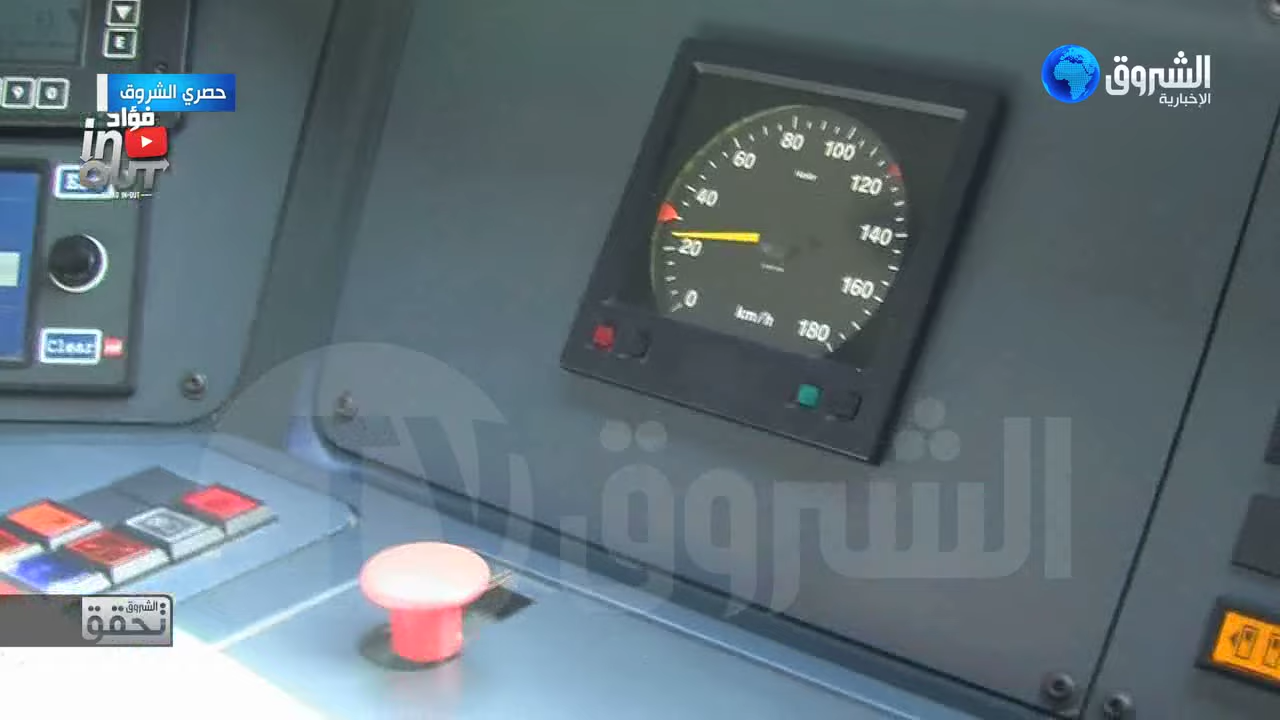 حصري الشروق
فؤاد
in
OUT
الشروق
الإخبارية
E
Clear
0
20
40
60
80
100
120
140
160
180
km/h
الشروق TV
الشروق
تحقق